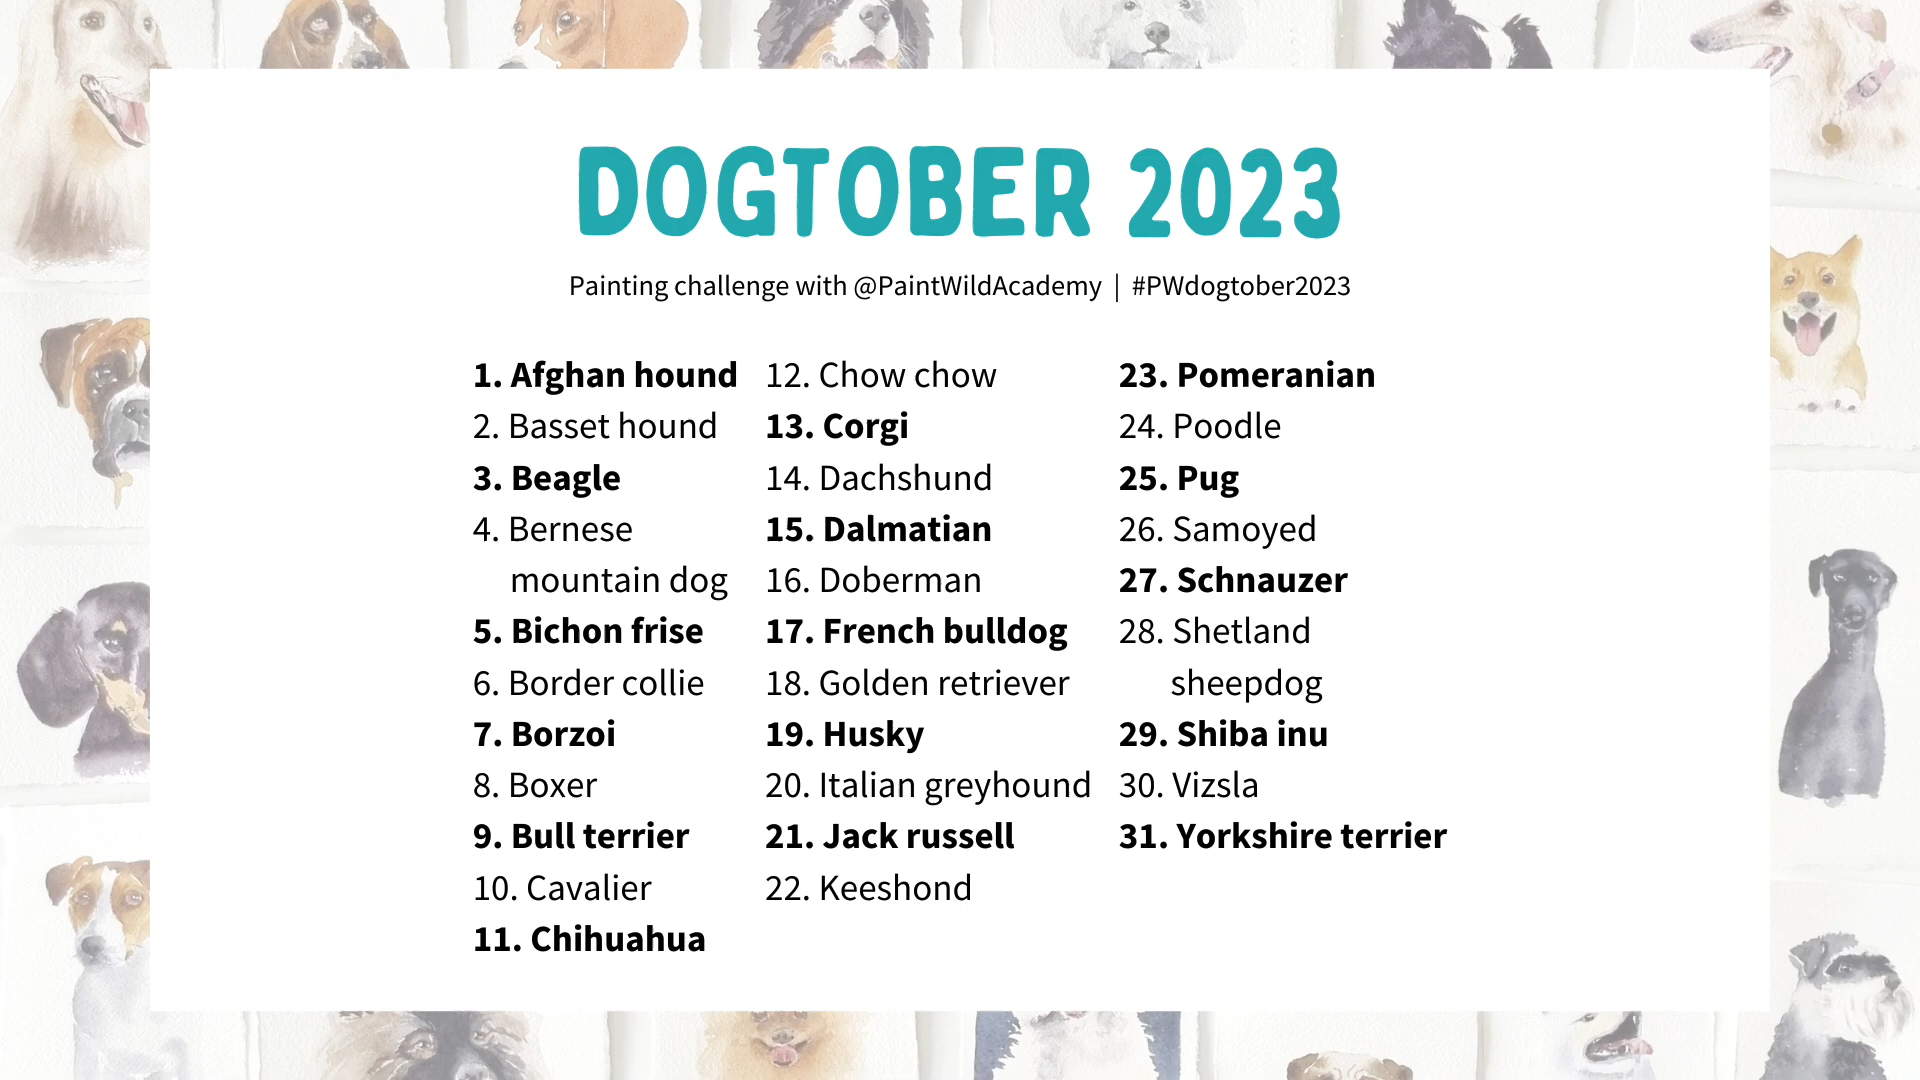 DOGTOBER 2023
Painting challenge with @PaintWildAcademy | #PWdogtober2023
1. Afghan hound
2. Basset hound
3. Beagle
4. Bernese
mountain dog
5. Bichon frise
6. Border collie
7. Borzoi
8. Boxer
9. Bull terrier
10. Cavalier
11. Chihuahua
12. Chow chow
13. Corgi
14. Dachshund
15. Dalmatian
16. Doberman
17. French bulldog
18. Golden retriever
19. Husky
20. Italian greyhound
21. Jack russell
22. Keeshond
23. Pomeranian
24. Poodle
25. Pug
26. Samoyed
27. Schnauzer
28. Shetland
sheepdog
29. Shiba inu
30. Vizsla
31. Yorkshire terrier